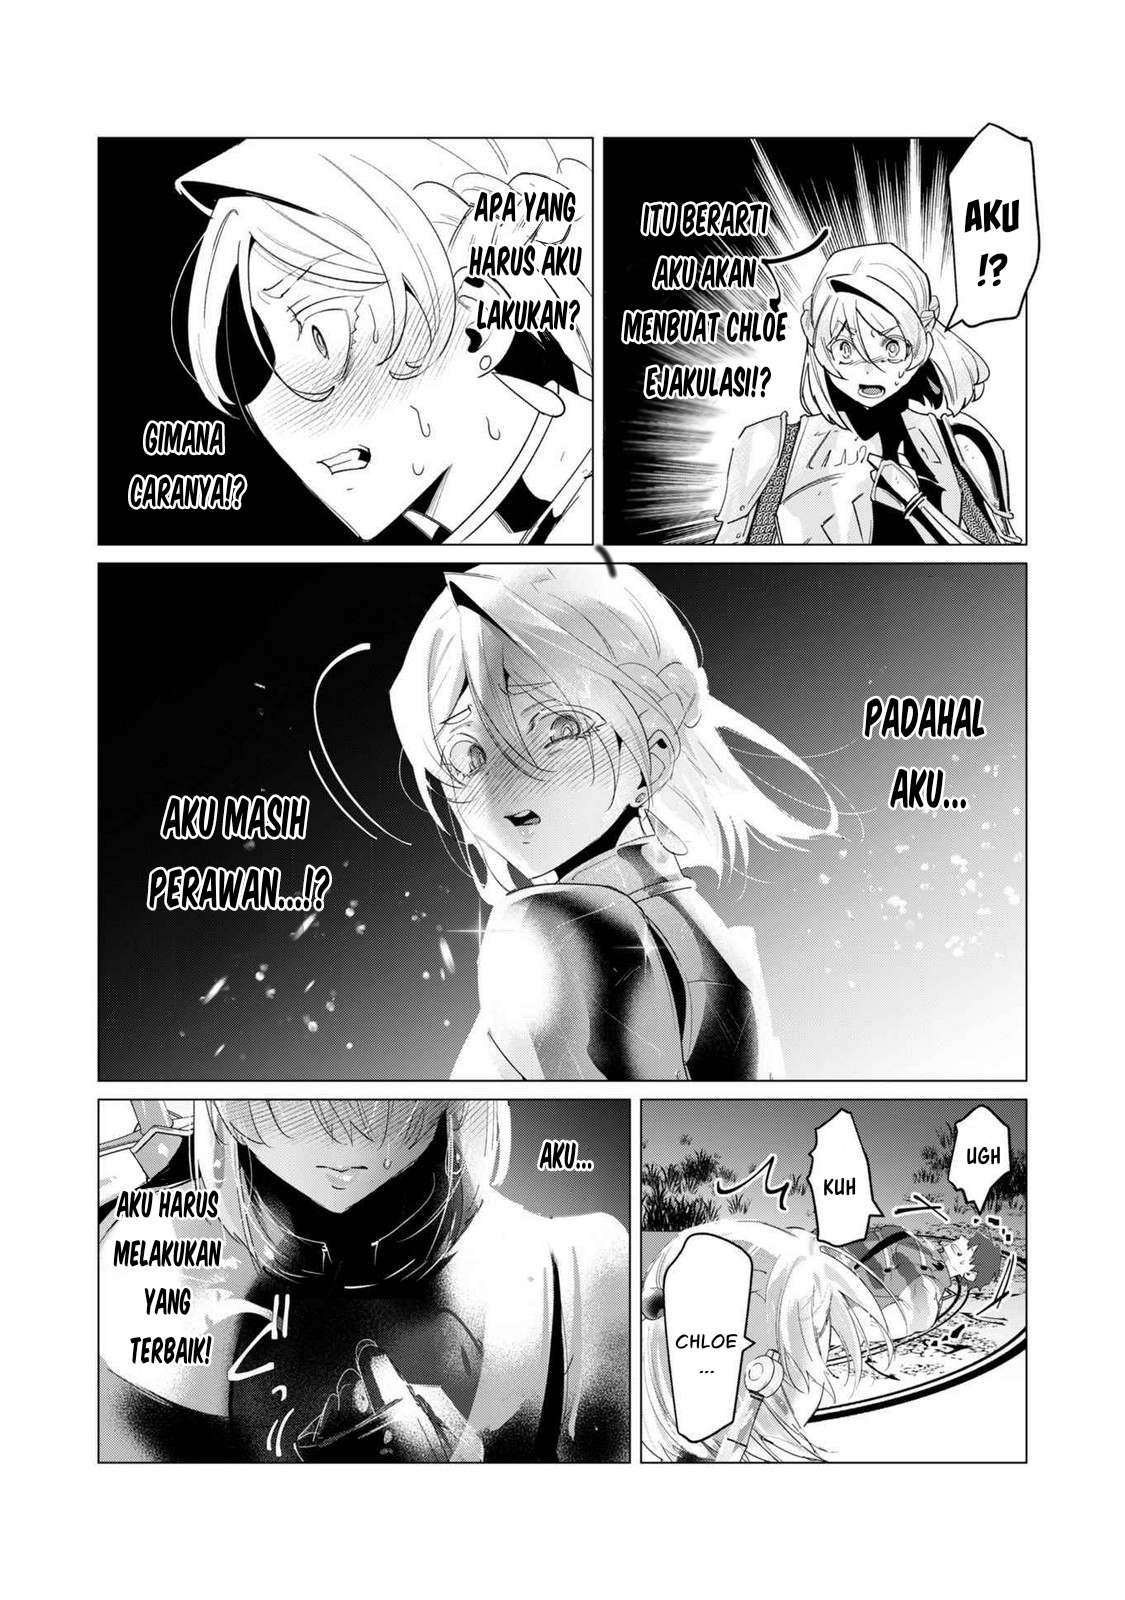 AKU
!?
ITU BERARTI
AKU AKAN
MENBUAT CHLOE
EJAKULASI!?
APA YANG
HARUS AKU
LAKUKAN?
GIMANA
CARANYA!?
PADAHAL
AKU...
AKU MASIH
PERAWAN...!?
UGH
KUH
CHLOE
...
AKU...
AKU HARUS
MELAKUKAN
YANG
TERBAIK!